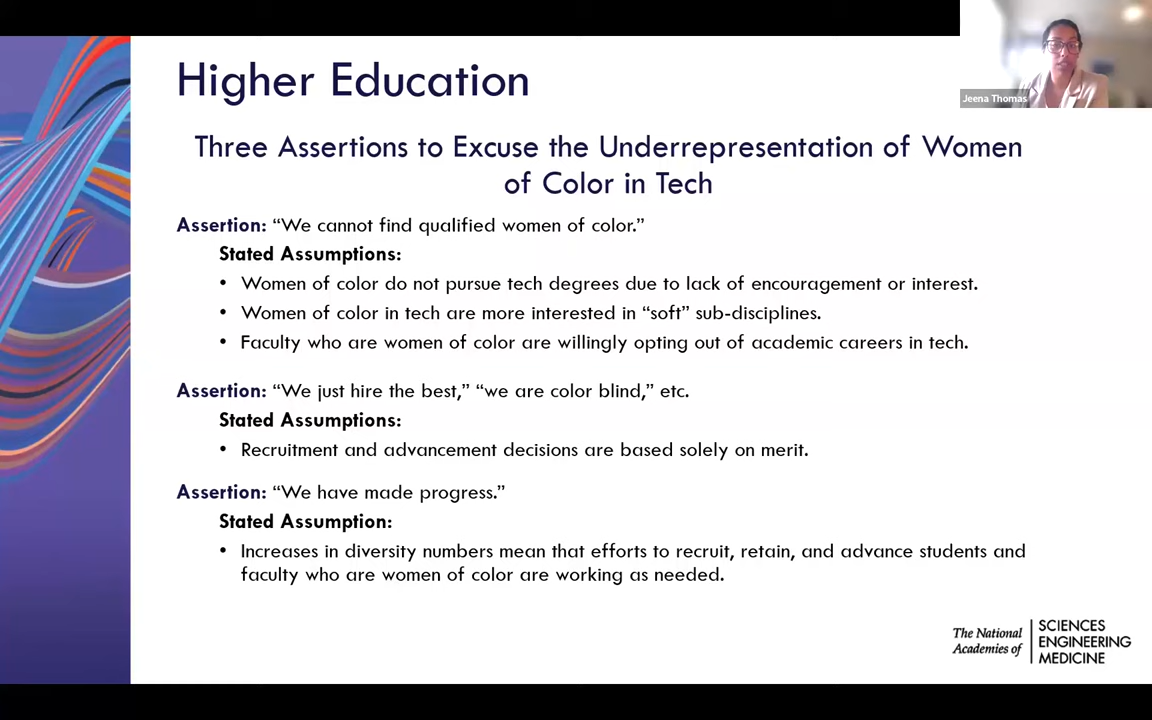 Jeena Thomas
Higher Education
Three Assertions to Excuse the Underrepresentation of Women
of Color in Tech
Assertion: “We cannot find qualified women of color.”
Stated Assumptions:
• Women of color do not pursue tech degrees due to lack of encouragement or interest.
• Women of color in tech are more interested in “soft” sub-disciplines.
• Faculty who are women of color are willingly opting out of academic careers in tech.
Assertion: “We just hire the best,” “we are color blind,” etc.
Stated Assumptions:
• Recruitment and advancement decisions are based solely on merit.
Assertion: “We have made progress.”
Stated Assumption:
• Increases in diversity numbers mean that efforts to recruit, retain, and advance students and
faculty who are women of color are working as needed.
The National
Academies of
SCIENCES
ENGINEERING
MEDICINE